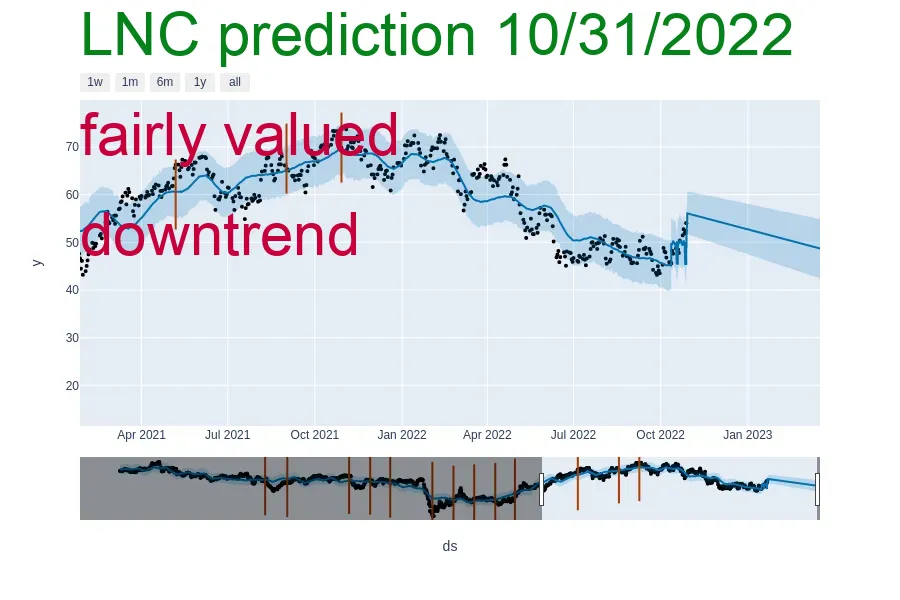 LNC prediction 10/31/2022
1w 1m 6m 1y all
fairly valued
downtrend
70
60
50
40
30
20
y
Apr 2021 Jul 2021 Oct 2021 Jan 2022 Apr 2022 Jul 2022 Oct 2022 Jan 2023
ds